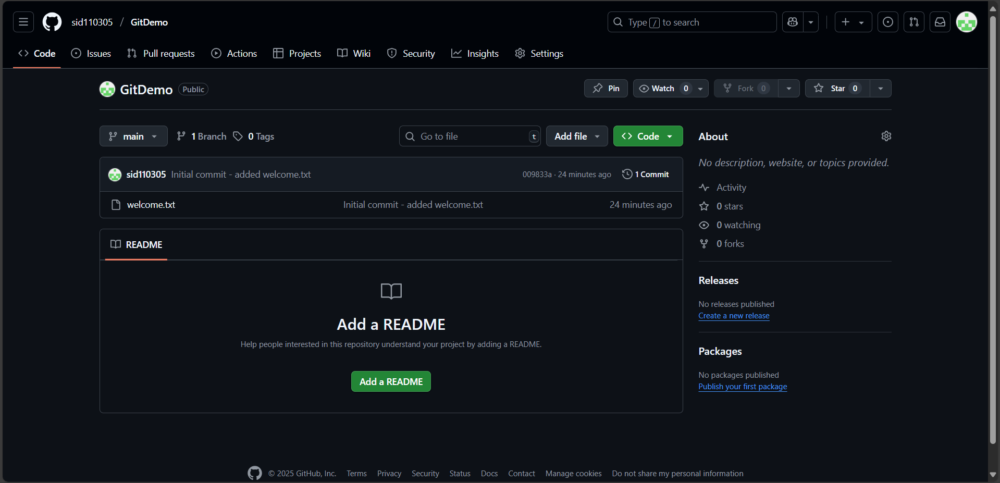 sid110305 / GitDemo
Type / to search
Code Issues Pull requests Actions Projects Wiki Security Insights Settings
GitDemo Public
Pin Watch 0 Fork 0 Star 0
main 1 Branch 0 Tags
Go to file t Add file Code
sid110305 Initial commit - added welcome.txt 009833a · 24 minutes ago 1 Commit
welcome.txt Initial commit - added welcome.txt 24 minutes ago
README
Add a README
Help people interested in this repository understand your project by adding a README.
Add a README
About
No description, website, or topics provided.
Activity
0 stars
0 watching
0 forks
Releases
No releases published
Create a new release
Packages
No packages published
Publish your first package
© 2025 GitHub, Inc. Terms Privacy Security Status Docs Contact Manage cookies Do not share my personal information